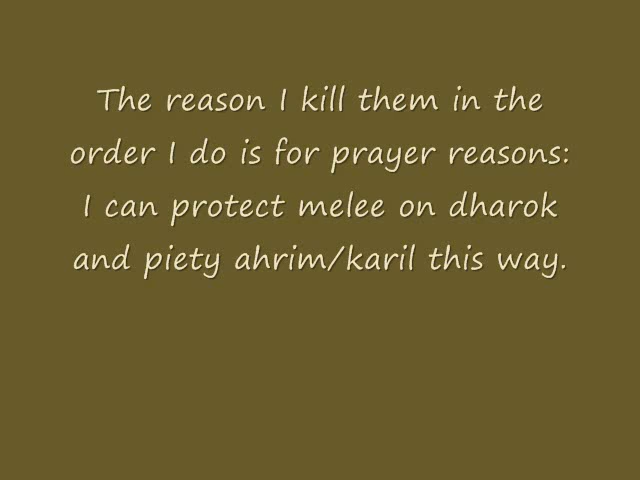 The reason I kill them in the
order I do is for prayer reasons:
I can protect melee on dharok
and piety ahrim/karil this way.